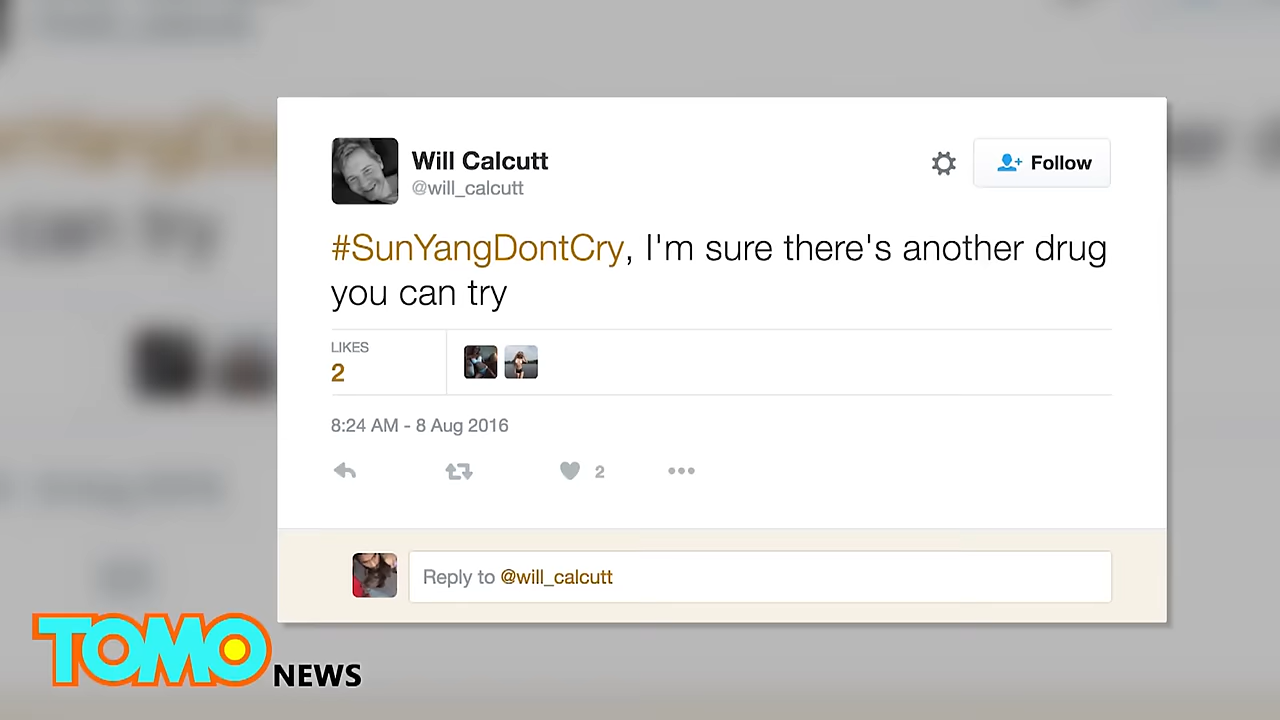 Will Calcutt
@will_calcutt
Follow
#SunYangDontCry, I'm sure there's another drug
you can try
LIKES
2
8:24 AM - 8 Aug 2016
2
Reply to @will_calcutt
TOMO NEWS